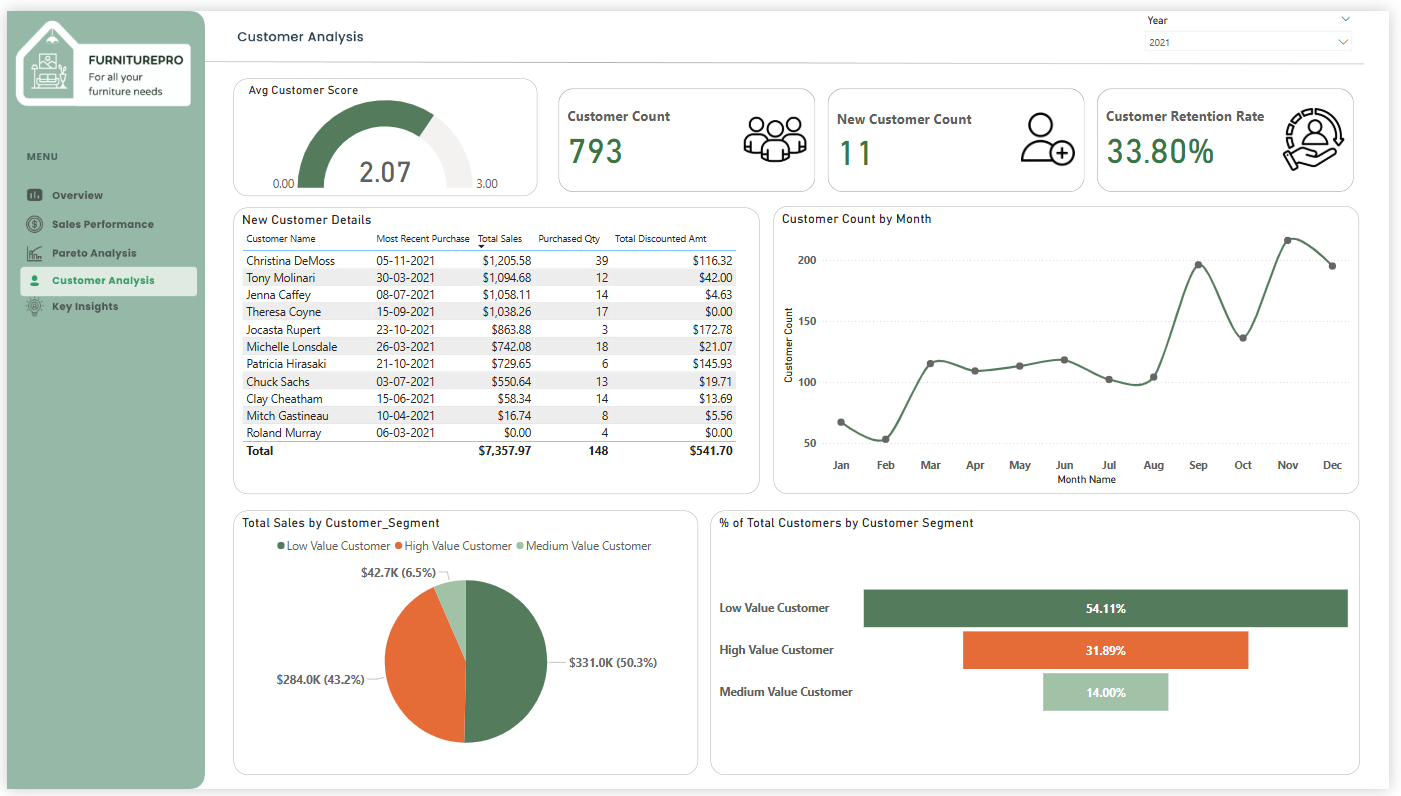 FURNITUREPRO
For all your
furniture needs
MENU
Overview
Sales Performance
Pareto Analysis
Customer Analysis
Key Insights
Customer Analysis
Year
2021
Avg Customer Score
2.07
0.00
3.00
Customer Count
793
New Customer Count
11
Customer Retention Rate
33.80%
New Customer Details
Customer Name Most Recent Purchase Total Sales Purchased Qty Total Discounted Amt
Christina DeMoss 05-11-2021 $1,205.58 39 $116.32
Tony Molinari 30-03-2021 $1,094.68 12 $42.00
Jenna Caffey 08-07-2021 $1,058.11 14 $4.63
Theresa Coyne 15-09-2021 $1,038.26 17 $0.00
Jocasta Rupert 23-10-2021 $863.88 3 $172.78
Michelle Lonsdale 26-03-2021 $742.08 18 $21.07
Patricia Hirasaki 21-10-2021 $729.65 6 $145.93
Chuck Sachs 03-07-2021 $550.64 13 $19.71
Clay Cheatham 15-06-2021 $58.34 14 $13.69
Mitch Gastineau 10-04-2021 $16.74 8 $5.56
Roland Murray 06-03-2021 $0.00 4 $0.00
Total $7,357.97 148 $541.70
Customer Count by Month
Customer Count
200
150
100
50
Jan Feb Mar Apr May Jun Jul Aug Sep Oct Nov Dec
Month Name
Total Sales by Customer_Segment
Low Value Customer High Value Customer Medium Value Customer
$42.7K (6.5%)
$331.0K (50.3%)
$284.0K (43.2%)
% of Total Customers by Customer Segment
Low Value Customer 54.11%
High Value Customer 31.89%
Medium Value Customer 14.00%